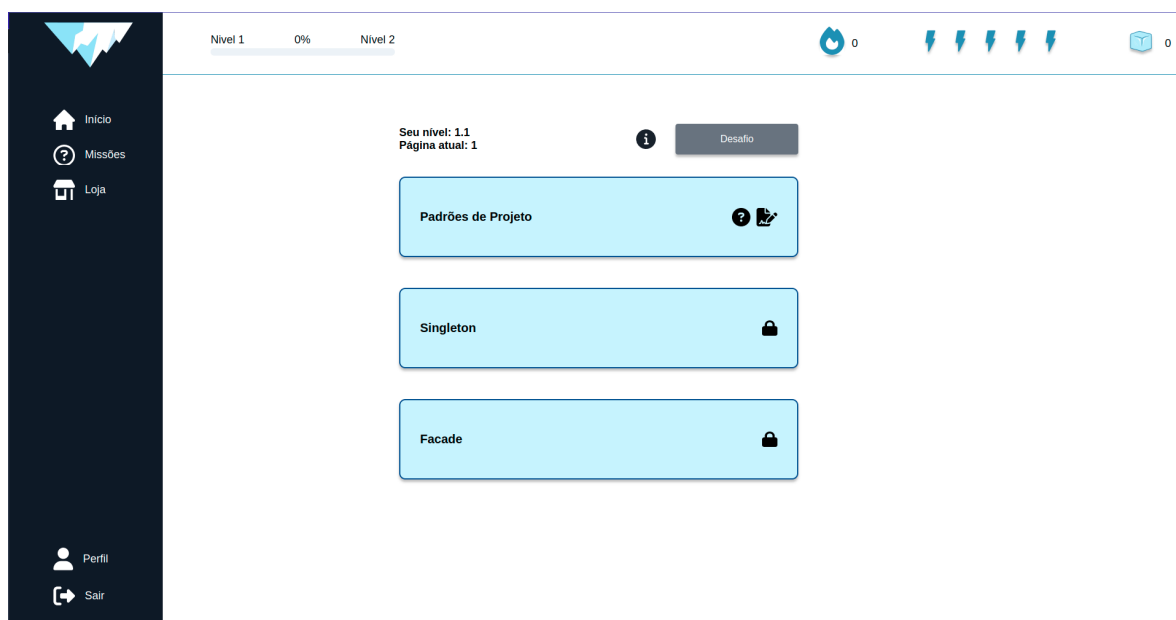 Nivel 1 0% Nível 2
0
0
Início
Missões
Loja
Seu nível: 1.1
Página atual: 1
Desafio
Padrões de Projeto
Singleton
Facade
Perfil
Sair